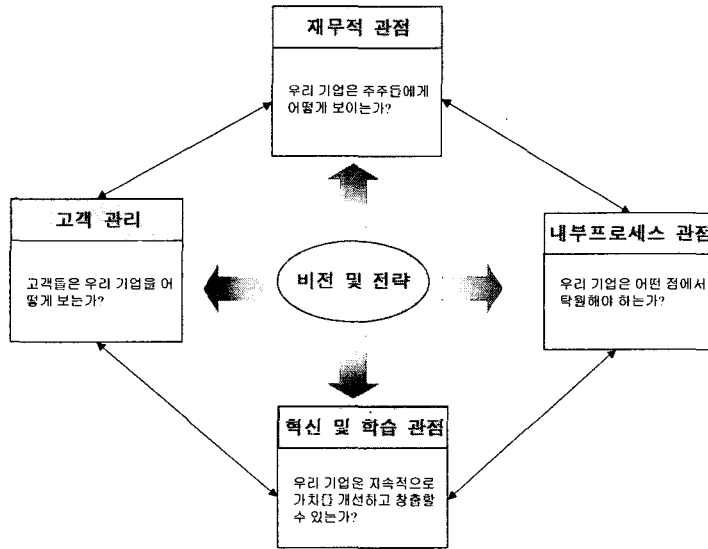 재무적 관점
우리 기업은 주주들에게
어떻게 보이는가?
고객 관리
고객들은 우리 기업을 어
떻게 보는가?
비전 및 전략
내부프로세스 관점
우리 기업은 어떤 점에서
탁월해야 하는가?
혁신 및 학습 관점
우리 기업은 지속적으로
가치를 개선하고 창출할
수 있는가?